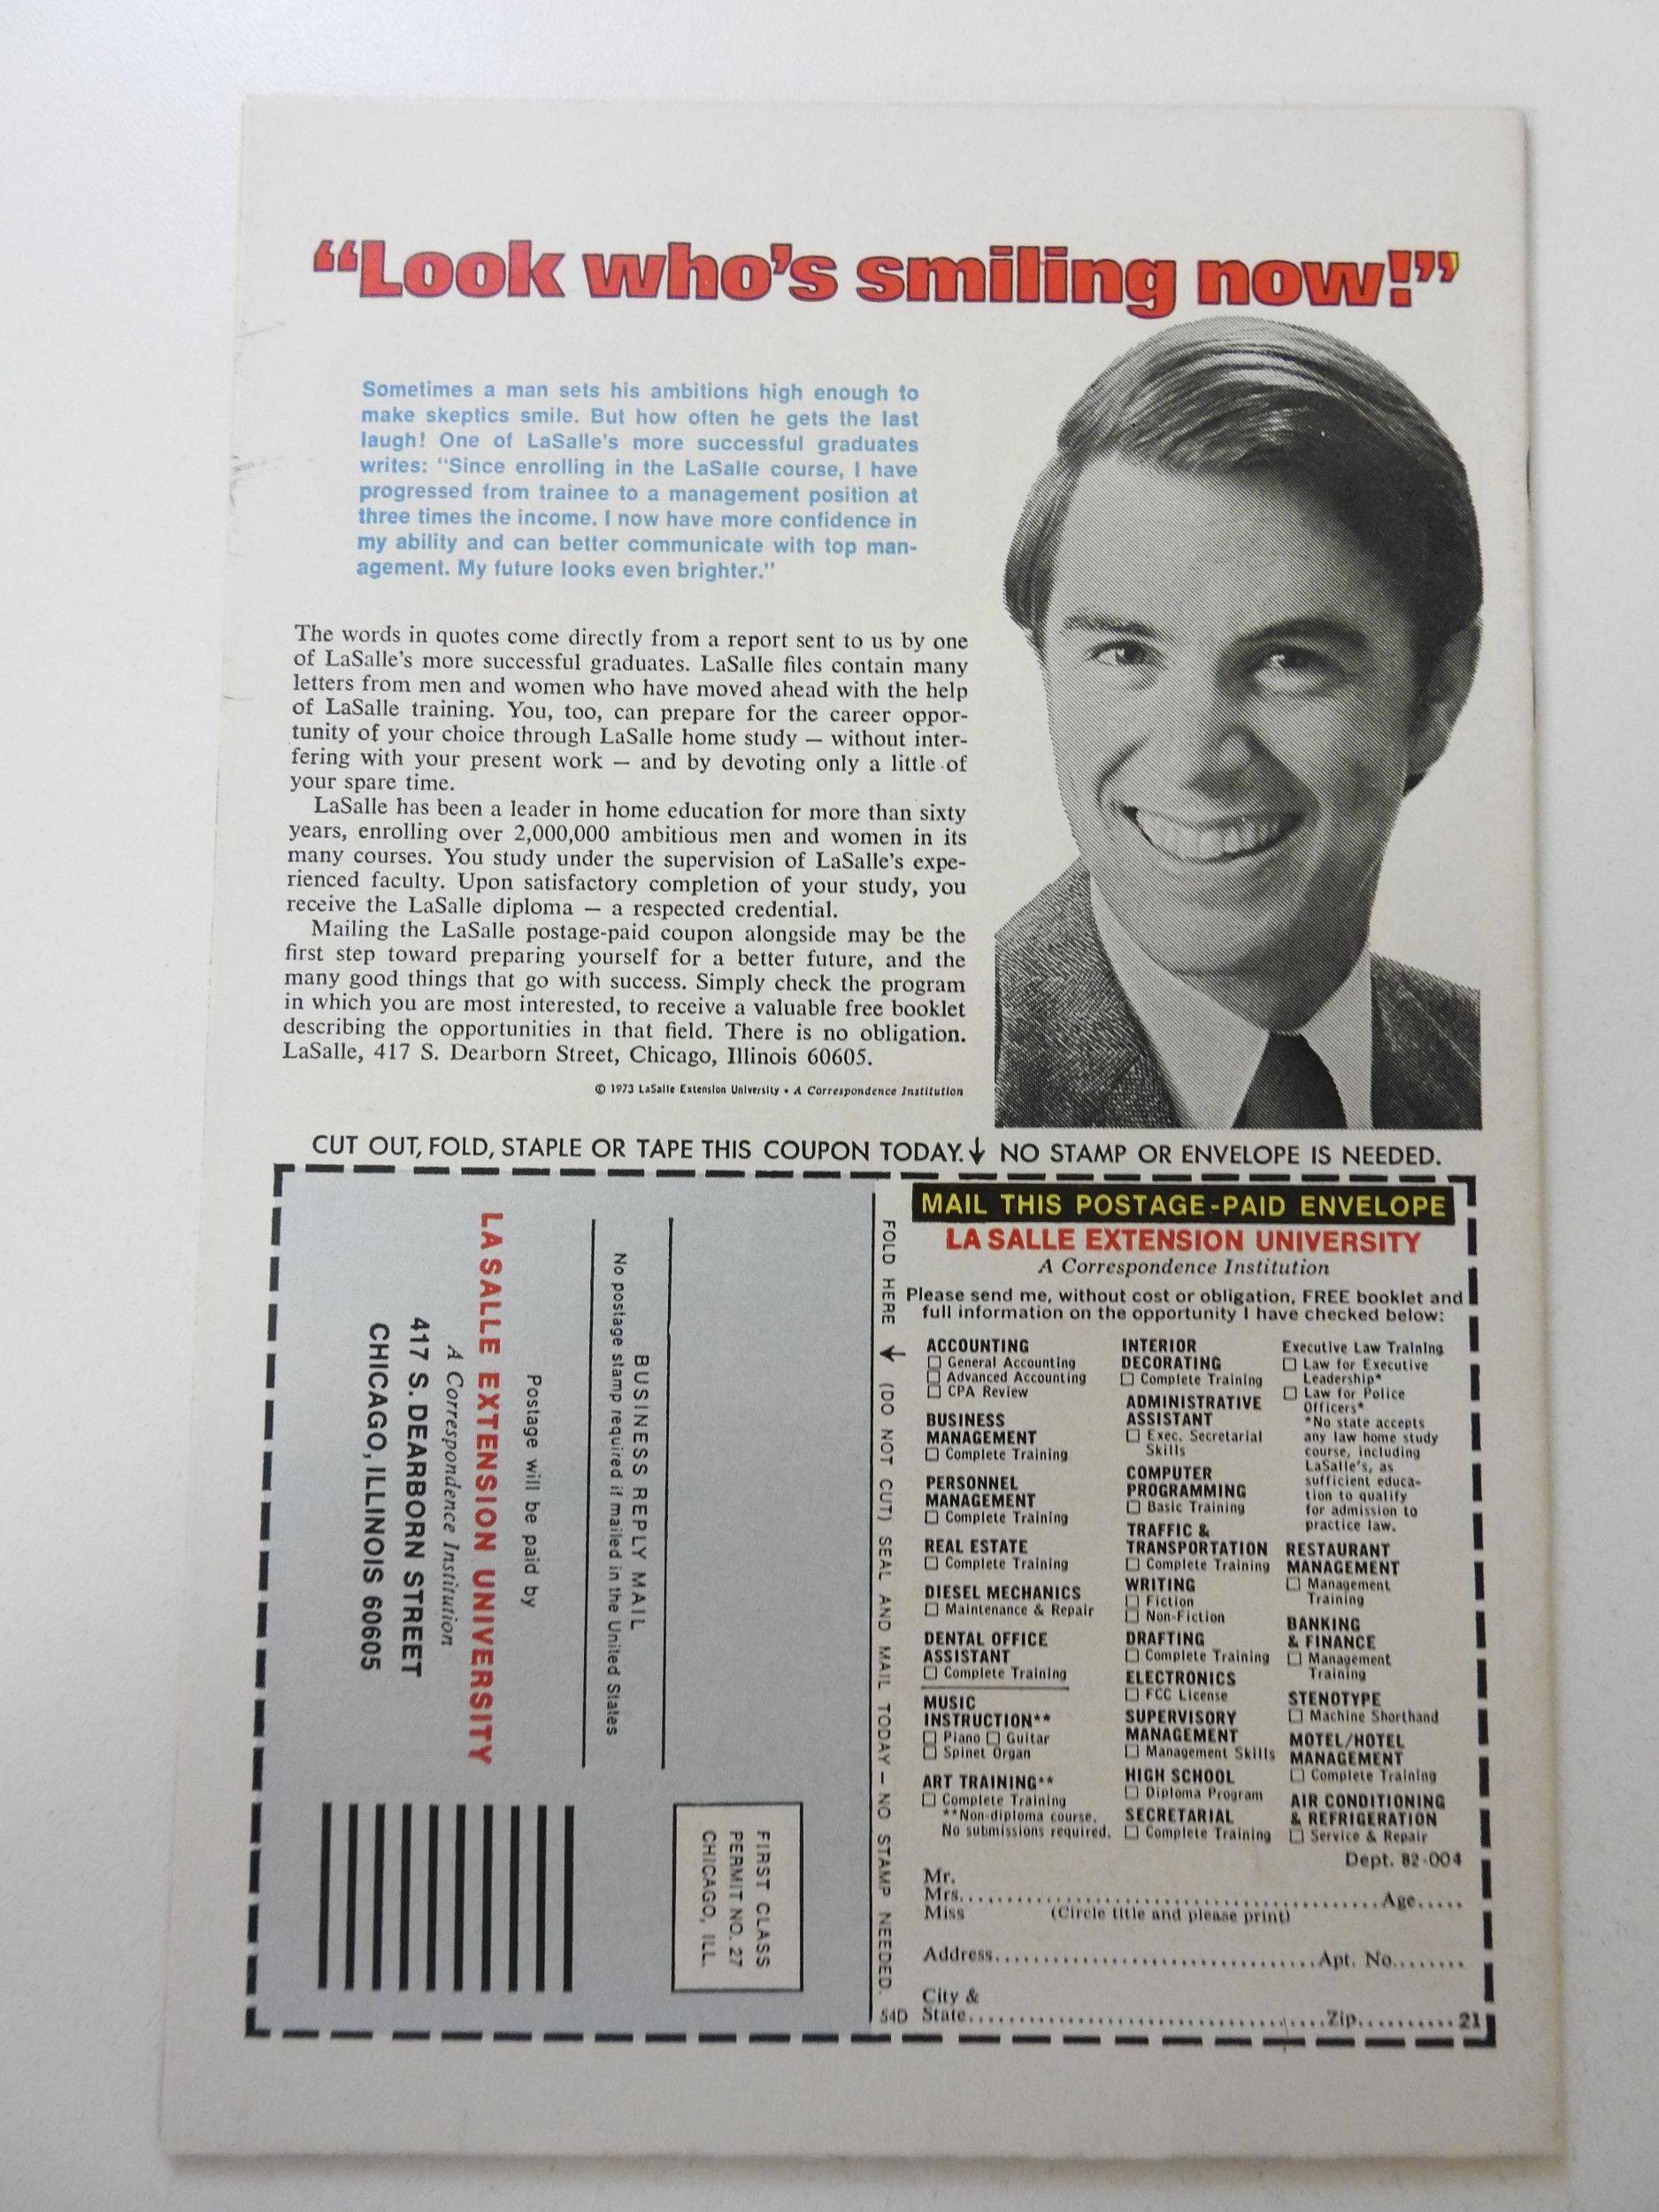 “Look who’s smiling now!”
Sometimes a man sets his ambitions high enough to
make skeptics smile. But how often he gets the last
laugh! One of LaSalle’s more successful graduates
writes: “Since enrolling in the LaSalle course, I have
progressed from trainee to a management position at
three times the income. I now have more confidence in
my ability and can better communicate with top man-
agement. My future looks even brighter.”
The words in quotes come directly from a report sent to us by one
of LaSalle’s more successful graduates. LaSalle files contain many
letters from men and women who have moved ahead with the help
of LaSalle training. You, too, can prepare for the career oppor-
tunity of your choice through LaSalle home study — without inter-
fering with your present work — and by devoting only a little of
your spare time.
LaSalle has been a leader in home education for more than sixty
years, enrolling over 2,000,000 ambitious men and women in its
many courses. You study under the supervision of LaSalle’s expe-
rienced faculty. Upon satisfactory completion of your study, you
receive the LaSalle diploma — a respected credential.
Mailing the LaSalle postage-paid coupon alongside may be the
first step toward preparing yourself for a better future, and the
many good things that go with success. Simply check the program
in which you are most interested, to receive a valuable free booklet
describing the opportunities in that field. There is no obligation.
LaSalle, 417 S. Dearborn Street, Chicago, Illinois 60605.
© 1973 LaSalle Extension University • A Correspondence Institution
CUT OUT, FOLD, STAPLE OR TAPE THIS COUPON TODAY.↓ NO STAMP OR ENVELOPE IS NEEDED.
FIRST CLASS
PERMIT NO. 27
CHICAGO, ILL.
BUSINESS REPLY MAIL
No postage stamp required if mailed in the United States
Postage will be paid by
LA SALLE EXTENSION UNIVERSITY
A Correspondence Institution
417 S. DEARBORN STREET
CHICAGO, ILLINOIS 60605
FOLD HERE ↓ (DO NOT CUT) SEAL AND MAIL TODAY — NO STAMP NEEDED.
MAIL THIS POSTAGE-PAID ENVELOPE
LA SALLE EXTENSION UNIVERSITY
A Correspondence Institution
Please send me, without cost or obligation, FREE booklet and
full information on the opportunity I have checked below:
ACCOUNTING
☐ General Accounting
☐ Advanced Accounting
☐ CPA Review
BUSINESS
MANAGEMENT
☐ Complete Training
PERSONNEL
MANAGEMENT
☐ Complete Training
REAL ESTATE
☐ Complete Training
DIESEL MECHANICS
☐ Maintenance & Repair
DENTAL OFFICE
ASSISTANT
☐ Complete Training
MUSIC
INSTRUCTION**
☐ Piano ☐ Guitar
☐ Spinet Organ
ART TRAINING**
☐ Complete Training
**Non-diploma course.
No submissions required.
INTERIOR
DECORATING
☐ Complete Training
ADMINISTRATIVE
ASSISTANT
☐ Exec. Secretarial
Skills
COMPUTER
PROGRAMMING
☐ Basic Training
TRAFFIC &
TRANSPORTATION
☐ Complete Training
WRITING
☐ Fiction
☐ Non-Fiction
DRAFTING
☐ Complete Training
ELECTRONICS
☐ FCC License
SUPERVISORY
MANAGEMENT
☐ Management Skills
HIGH SCHOOL
☐ Diploma Program
SECRETARIAL
☐ Complete Training
Executive Law Training
☐ Law for Executive
Leadership*
☐ Law for Police
Officers*
*No state accepts
any law home study
course, including
LaSalle’s, as
sufficient educa-
tion to qualify
for admission to
practice law.
RESTAURANT
MANAGEMENT
☐ Management
Training
BANKING
& FINANCE
☐ Management
Training
STENOTYPE
☐ Machine Shorthand
MOTEL/HOTEL
MANAGEMENT
☐ Complete Training
AIR CONDITIONING
& REFRIGERATION
☐ Service & Repair
Dept. 82-004
Mr.
Mrs. Age
Miss (Circle title and please print)
Address Apt. No.
City &
54D State Zip 21